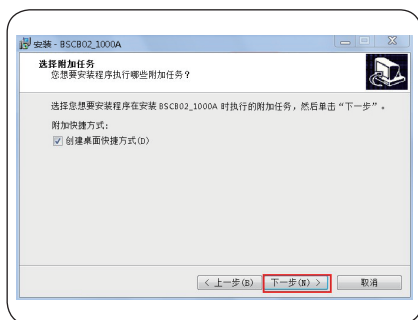 安装 - BSCB02_1000A
选择附加任务
您想要安装程序执行哪些附加任务？
选择您想要安装程序在安装 BSCB02_1000A 时执行的附加任务，然后单击“下一步”。
附加快捷方式：
创建桌面快捷方式(D)
< 上一步(B) 下一步(N) > 取消